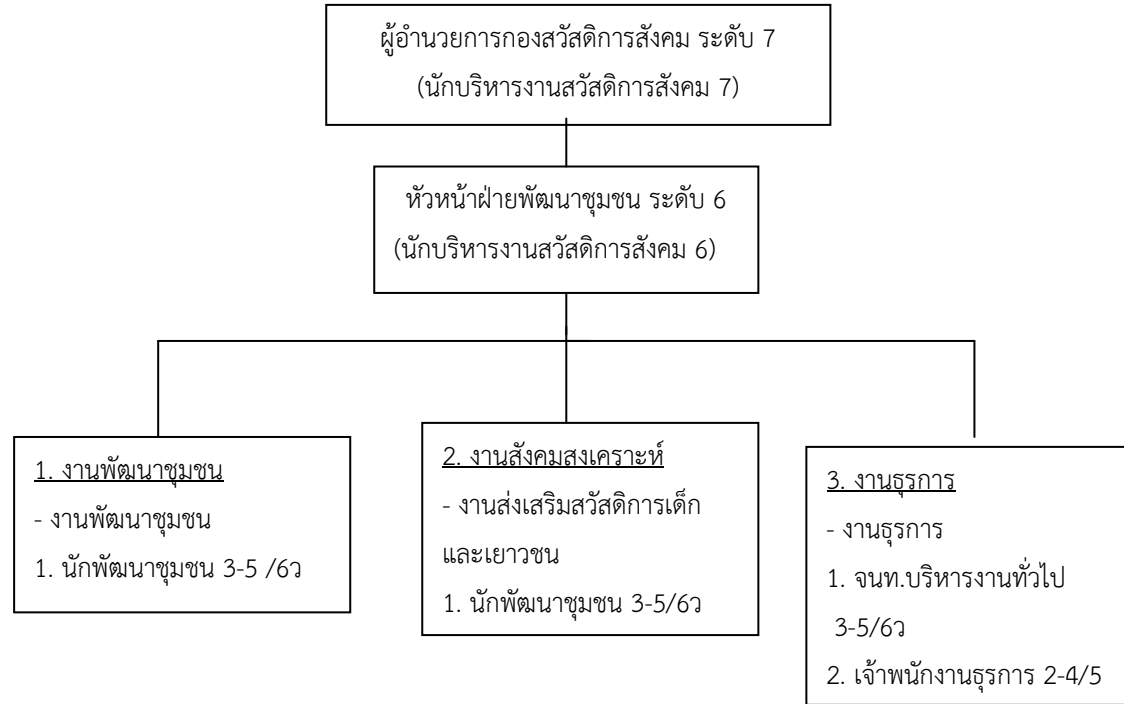 ผู้อำนวยการกองสวัสดิการสังคม ระดับ 7
(นักบริหารงานสวัสดิการสังคม 7)
หัวหน้าฝ่ายพัฒนาชุมชน ระดับ 6
(นักบริหารงานสวัสดิการสังคม 6)
1. งานพัฒนาชุมชน
- งานพัฒนาชุมชน
1. นักพัฒนาชุมชน 3-5 /6ว
2. งานสังคมสงเคราะห์
- งานส่งเสริมสวัสดิการเด็ก
และเยาวชน
1. นักพัฒนาชุมชน 3-5/6ว
3. งานธุรการ
- งานธุรการ
1. จนท.บริหารงานทั่วไป
3-5/6ว
2. เจ้าพนักงานธุรการ 2-4/5